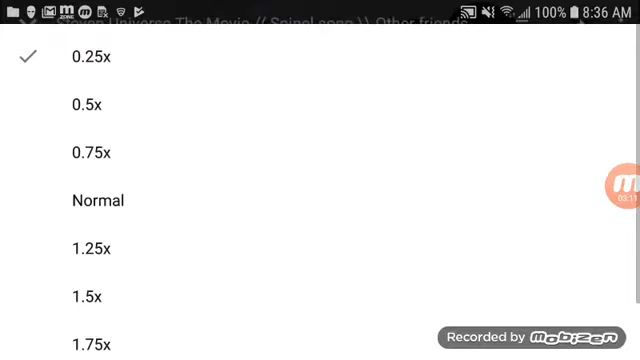 Steven Universe The Movie // Spinel song \\ Other friends
100% 8:36 AM
0.25x
0.5x
0.75x
Normal
03:11
1.25x
1.5x
Recorded by mobizen
1.75x